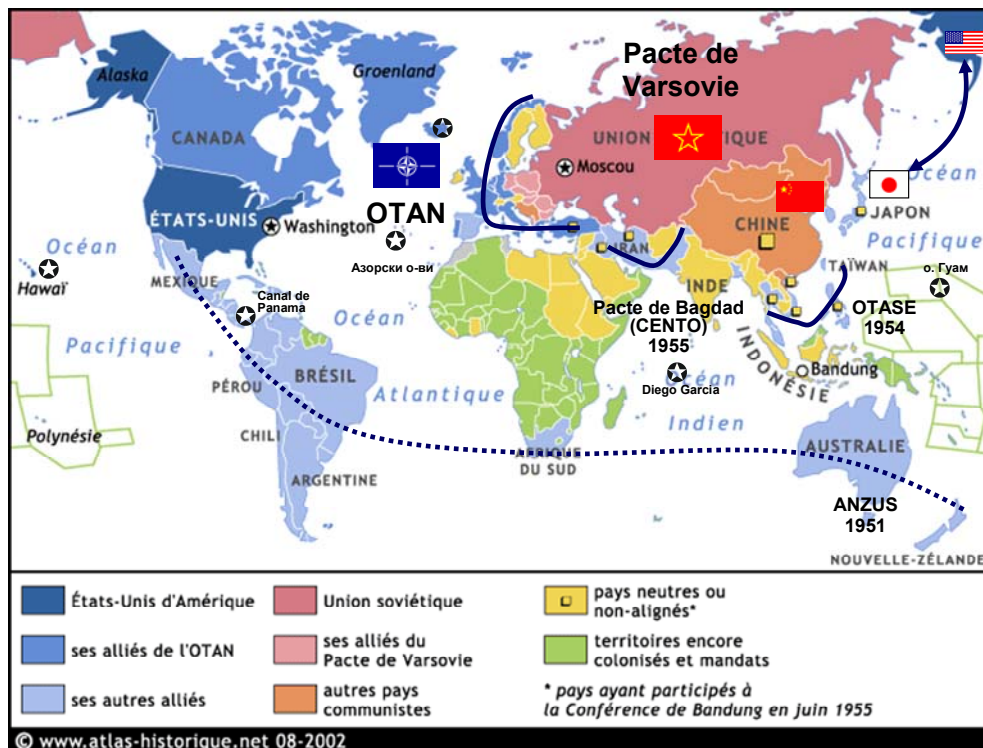 Alaska
Groenland
Pacte de
Varsovie
CANADA
UNION SOVIÉTIQUE
Moscou
OTAN
ÉTATS-UNIS
Washington
CHINE
Océan
JAPON
Pacifique
Océan
Hawaï
MEXIQUE
Азорски о-ви
IRAN
TAÏWAN
о. Гуам
Canal de
Panamá
Océan
INDE
Pacte de Bagdad
(CENTO)
1955
OTASE
1954
Pacifique
PÉROU
BRÉSIL
Atlantique
INDONÉSIE
Bandung
Océan
Diego García
Indien
Polynésie
CHILI
ARGENTINE
AFRIQUE
DU SUD
AUSTRALIE
ANZUS
1951
NOUVELLE-ZÉLANDE
États-Unis d'Amérique
ses alliés de l'OTAN
ses autres alliés
Union soviétique
ses alliés du
Pacte de Varsovie
autres pays
communistes
pays neutres ou
non-alignés*
territoires encore
colonisés et mandats
* pays ayant participés à
la Conférence de Bandung en juin 1955
© www.atlas-historique.net 08-2002